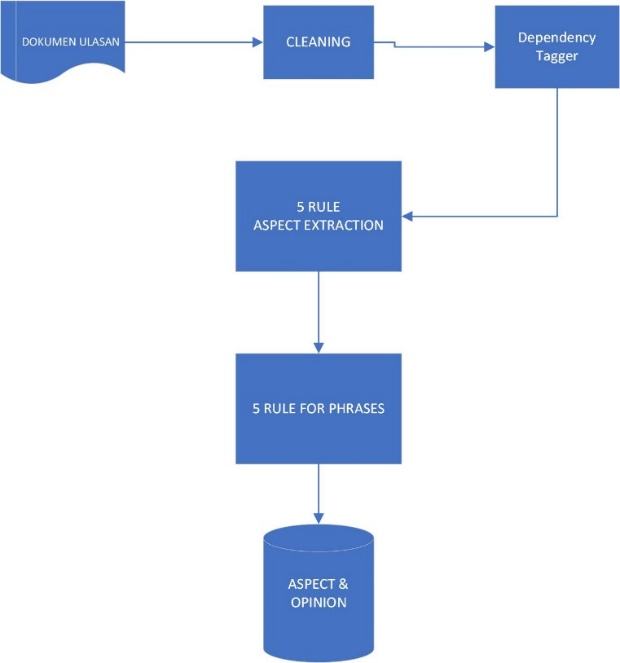 DOKUMEN ULASAN
CLEANING
Dependency
Tagger
5 RULE
ASPECT EXTRACTION
5 RULE FOR PHRASES
ASPECT &
OPINION